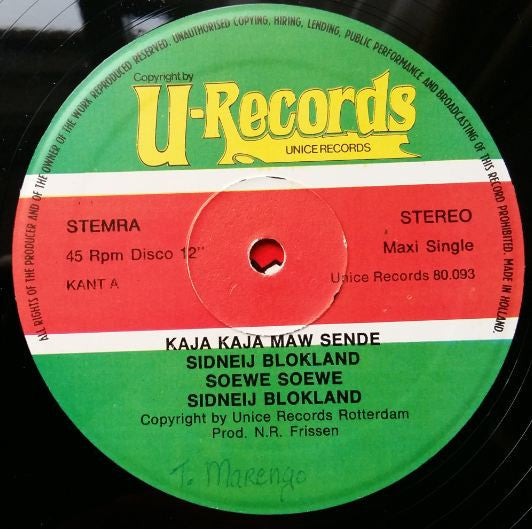 ALL RIGHTS OF THE PRODUCER AND OF THE OWNER OF THE WORK REPRODUCED RESERVED. UNAUTHORISED COPYING, HIRING, LENDING, PUBLIC PERFORMANCE AND BROADCASTING OF THIS RECORD PROHIBITED. MADE IN HOLLAND.
Copyright by
U-Records
UNICE RECORDS
STEMRA
STEREO
45 Rpm Disco 12"
Maxi Single
KANT A
Unice Records 80.093
KAJA KAJA MAW SENDE
SIDNEIJ BLOKLAND
SOEWE SOEWE
SIDNEIJ BLOKLAND
Copyright by Unice Records Rotterdam
Prod. N.R. Frissen
T. Marengo